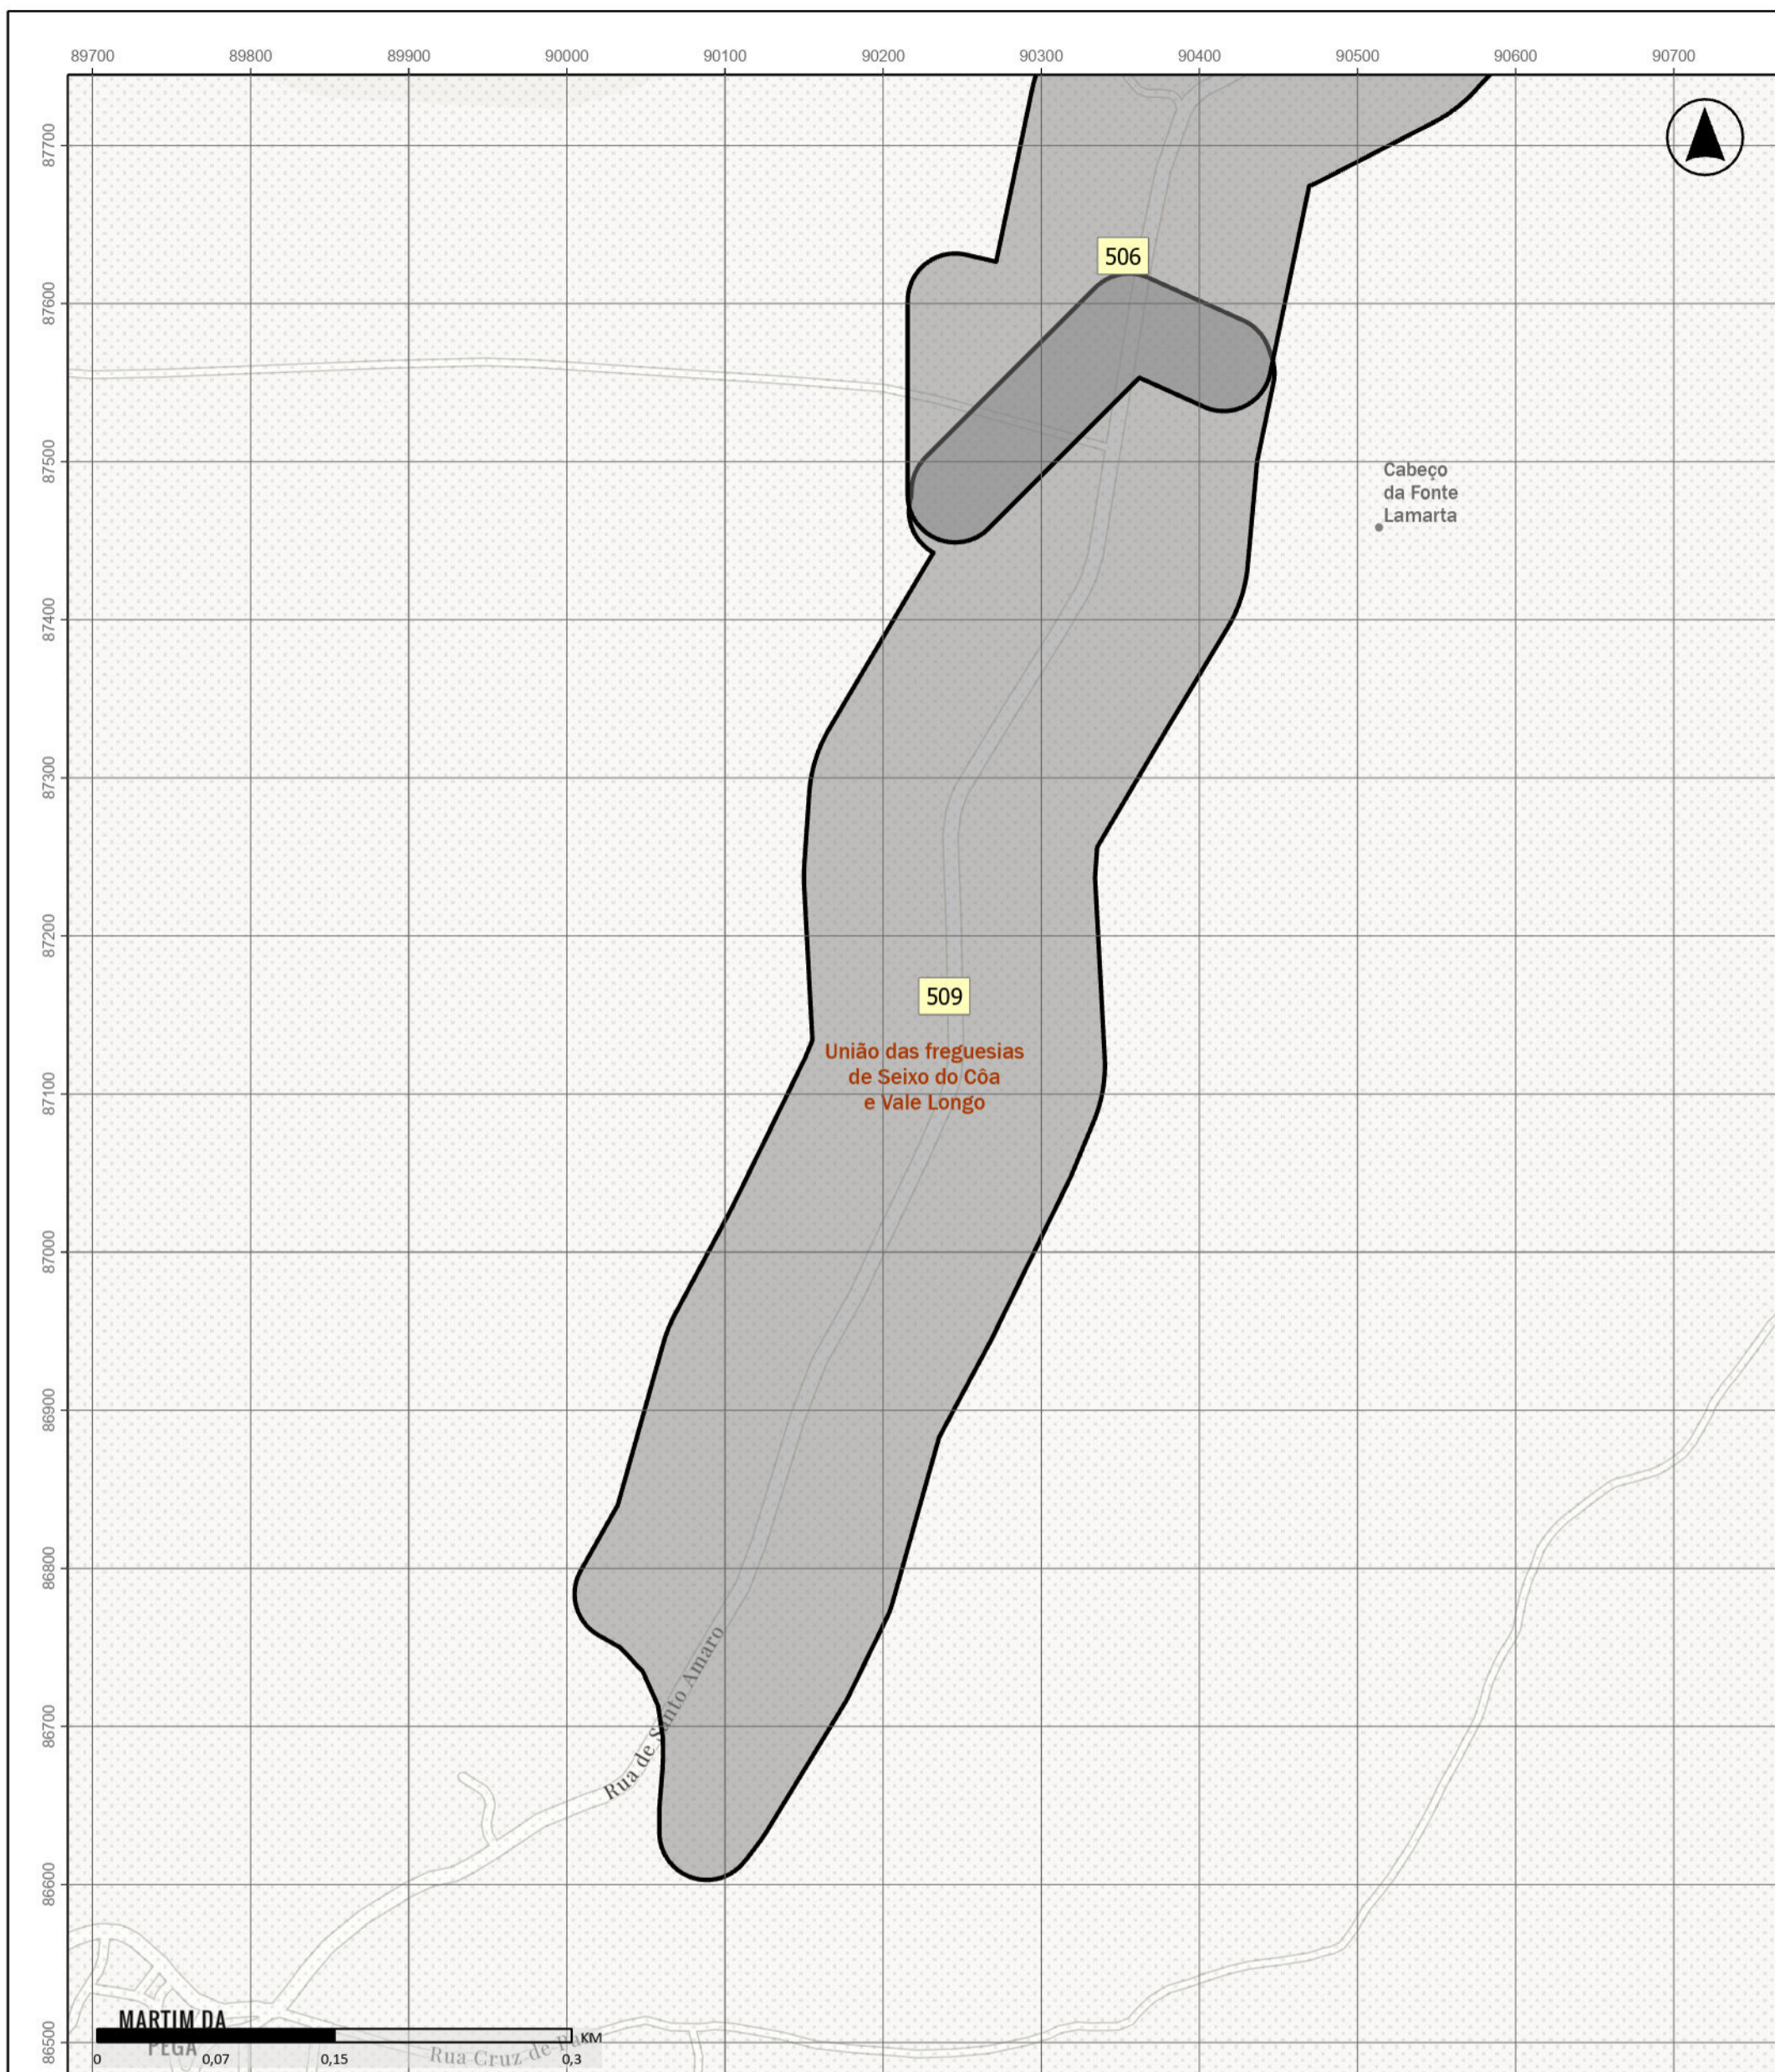 89700 89800 89900 90000 90100 90200 90300 90400 90500 90600 90700
87700
506
87600
87500
Cabeço
da Fonte
Lamarta
87400
87300
87200
509
União das freguesias
de Seixo do Côa
e Vale Longo
87100
87000
86900
86800
Rua de Santo Amaro
86700
86600
MARTIM DA
PEGA
86500
KM
Rua Cruz de
0 0,07 0,15 0,3